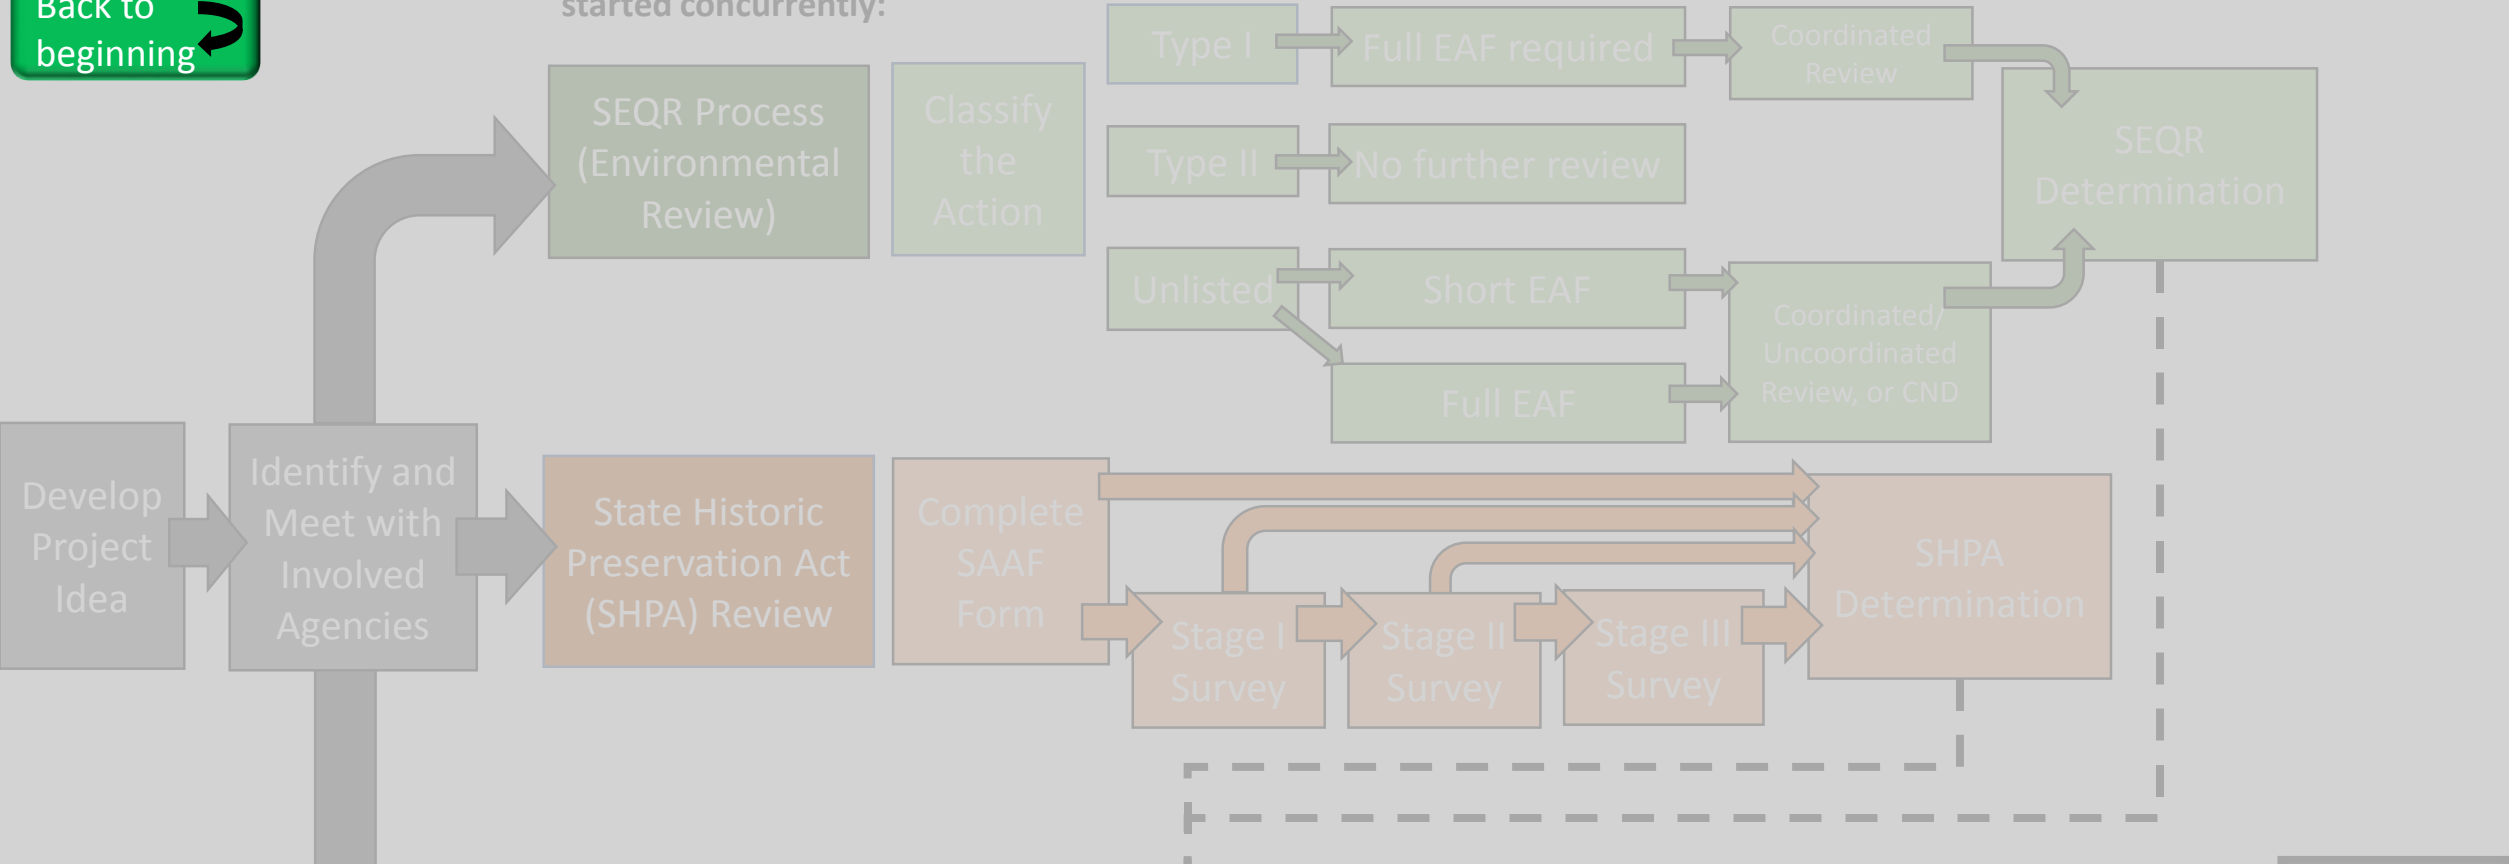 Back to
beginning
started concurrently:
SEQR Process
(Environmental
Review)
Classify
the
Action
Type I
Full EAF required
Coordinated
Review
Type II
No further review
Unlisted
Short EAF
Full EAF
Coordinated/
Uncoordinated
Review, or CND
SEQR
Determination
Develop
Project
Idea
Identify and
Meet with
Involved
Agencies
State Historic
Preservation Act
(SHPA) Review
Complete
SAAF
Form
Stage I
Survey
Stage II
Survey
Stage III
Survey
SHPA
Determination